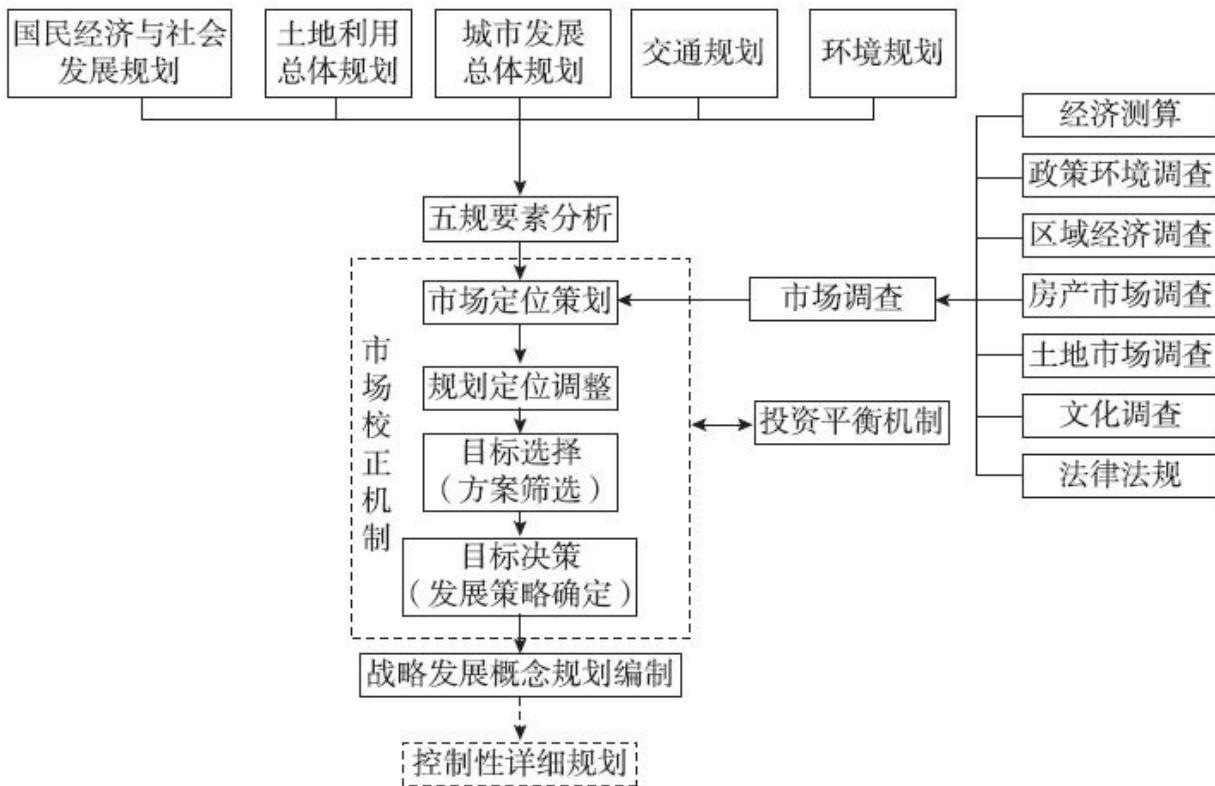 国民经济与社会
发展规划
土地利用
总体规划
城市发展
总体规划
交通规划
环境规划
经济测算
政策环境调查
区域经济调查
房产市场调查
土地市场调查
文化调查
法律法规
五规要素分析
市场定位策划
市场调查
规划定位调整
投资平衡机制
目标选择
（方案筛选）
目标决策
（发展策略确定）
市场校正机制
战略发展概念规划编制
控制性详细规划